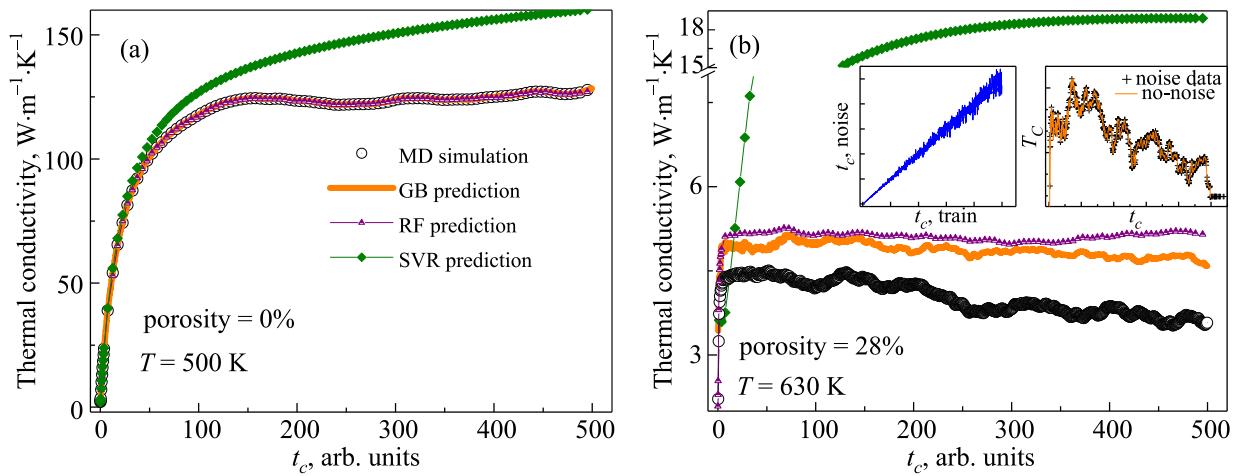 (a)
Thermal conductivity, W·m⁻¹·K⁻¹
150
100
50
0
MD simulation
GB prediction
RF prediction
SVR prediction
porosity = 0%
T = 500 K
0 100 200 300 400 500
t_c, arb. units
(b)
Thermal conductivity, W·m⁻¹·K⁻¹
18
15
6
3
t_c, noise
t_c, train
+ noise data
no-noise
T_C
t_c
porosity = 28%
T = 630 K
0 100 200 300 400 500
t_c, arb. units